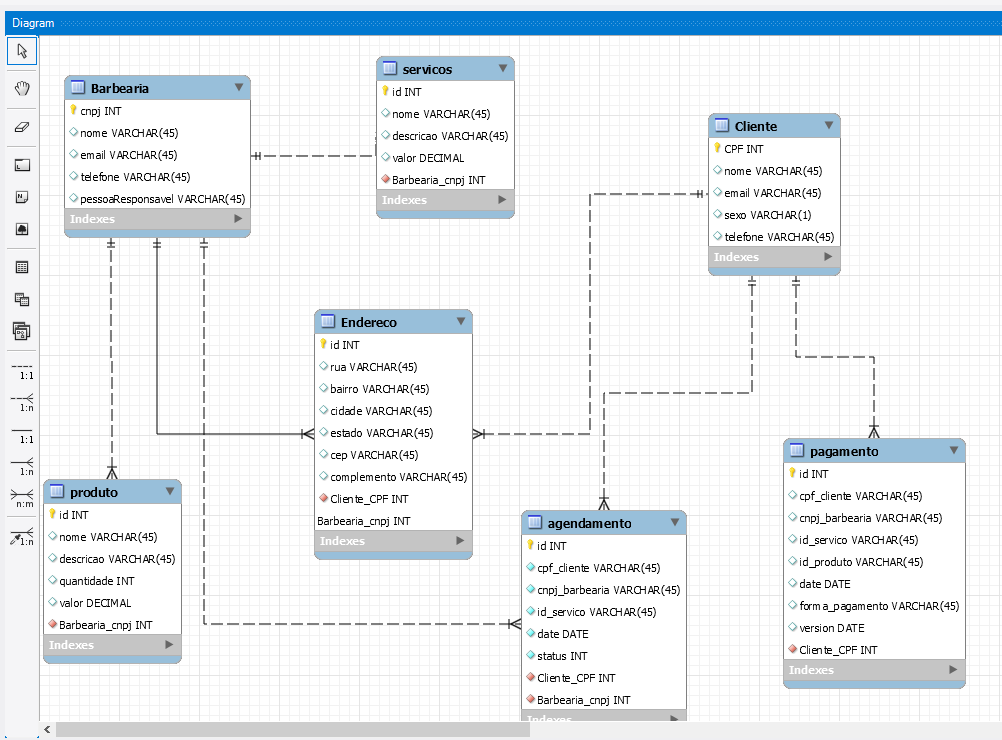 Diagram
Barbearia
cnpj INT
nome VARCHAR(45)
email VARCHAR(45)
telefone VARCHAR(45)
pessoaResponsavel VARCHAR(45)
Indexes
servicos
id INT
nome VARCHAR(45)
descricao VARCHAR(45)
valor DECIMAL
Barbearia_cnpj INT
Indexes
Cliente
CPF INT
nome VARCHAR(45)
email VARCHAR(45)
sexo VARCHAR(1)
telefone VARCHAR(45)
Indexes
Endereco
id INT
rua VARCHAR(45)
bairro VARCHAR(45)
cidade VARCHAR(45)
estado VARCHAR(45)
cep VARCHAR(45)
complemento VARCHAR(45)
Cliente_CPF INT
Barbearia_cnpj INT
Indexes
produto
id INT
nome VARCHAR(45)
descricao VARCHAR(45)
quantidade INT
valor DECIMAL
Barbearia_cnpj INT
Indexes
agendamento
id INT
cpf_cliente VARCHAR(45)
cnpj_barbearia VARCHAR(45)
id_servico VARCHAR(45)
date DATE
status INT
Cliente_CPF INT
Barbearia_cnpj INT
Indexes
pagamento
id INT
cpf_cliente VARCHAR(45)
cnpj_barbearia VARCHAR(45)
id_servico VARCHAR(45)
id_produto VARCHAR(45)
date DATE
forma_pagamento VARCHAR(45)
version DATE
Cliente_CPF INT
Indexes
1:1
1:n
1:1
1:n
n:m
1:n